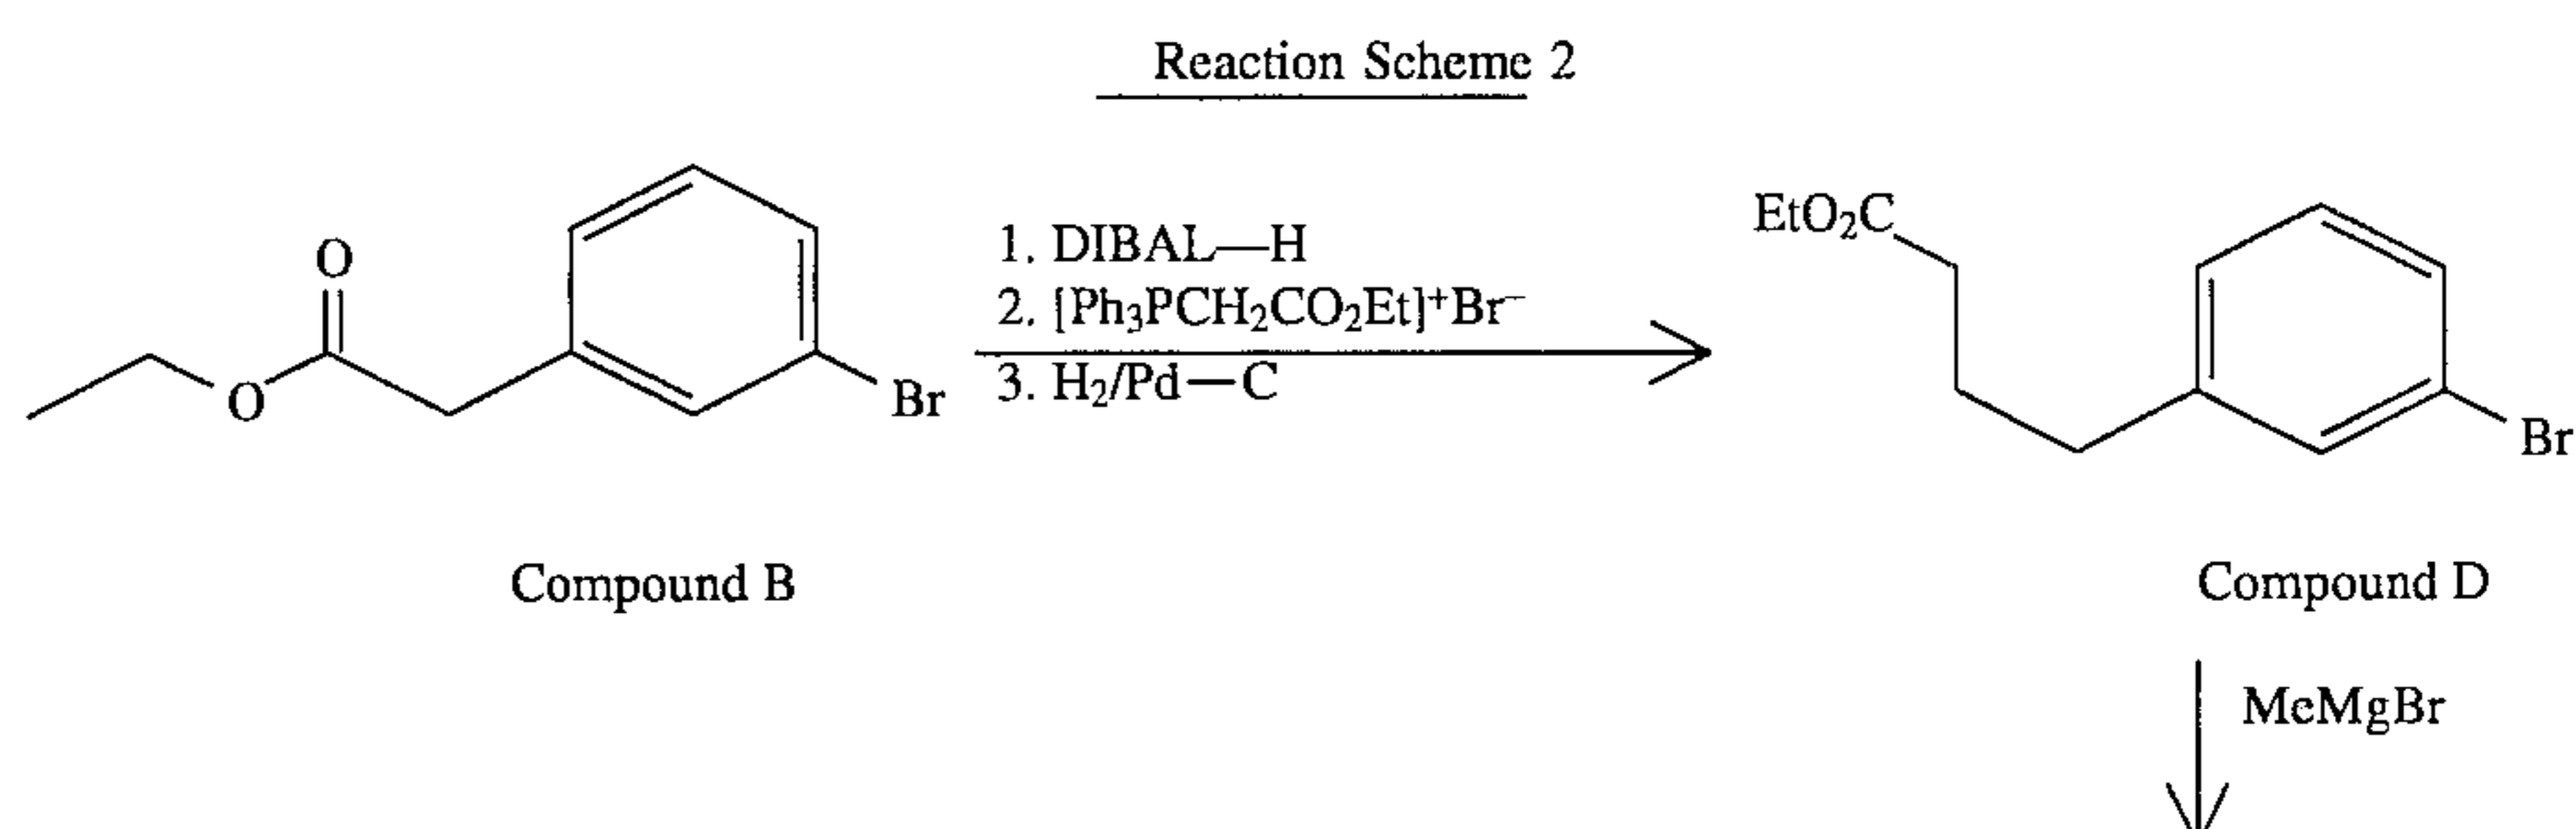 Reaction Scheme 2
O
O
Br
1. DIBAL—H
2. [Ph₃PCH₂CO₂Et]⁺Br⁻
3. H₂/Pd—C
EtO₂C
Br
Compound B
Compound D
MeMgBr